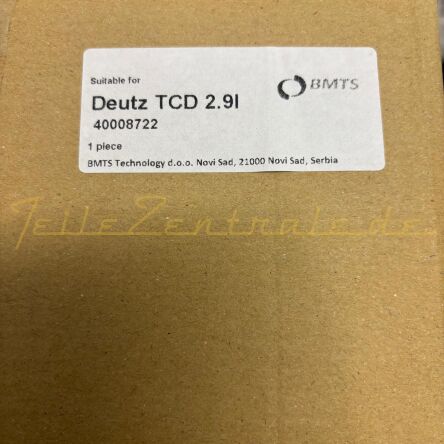 Suitable for
BMTS
Deutz TCD 2.9l
40008722
1 piece
BMTS Technology d.o.o. Novi Sad, 21000 Novi Sad, Serbia
TeileZentrale.de